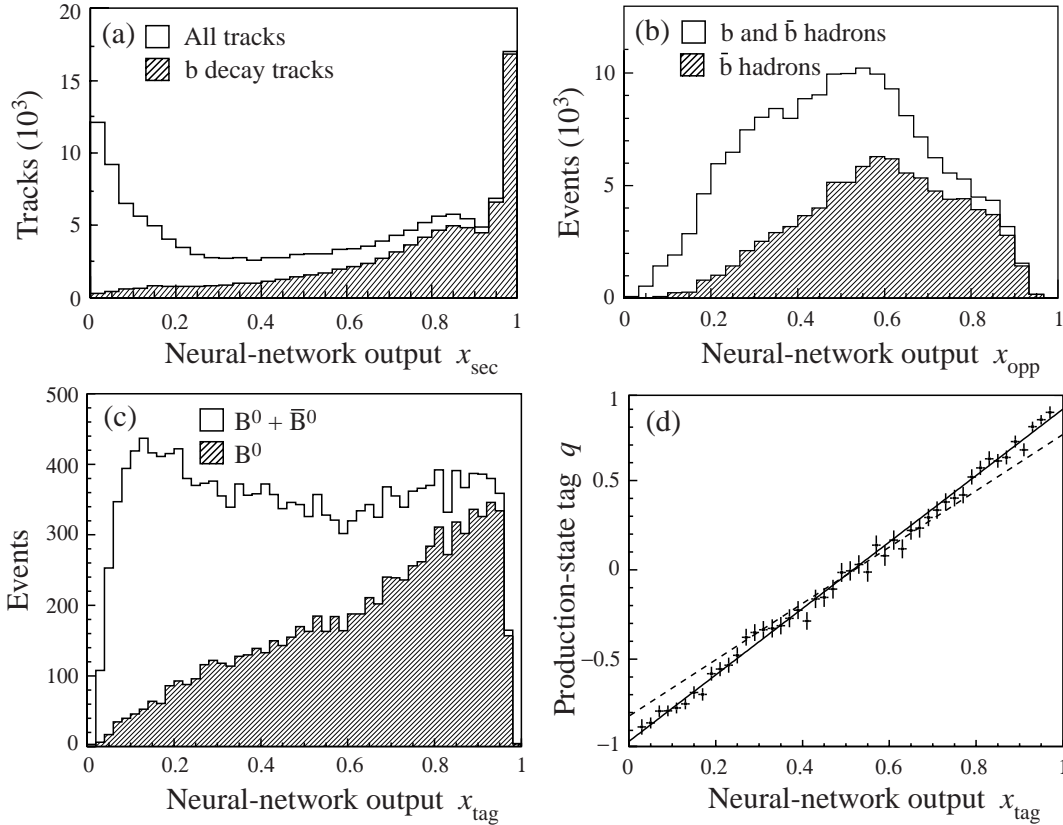 (a)
All tracks
b decay tracks
20
15
10
5
0
Tracks (10³)
0 0.2 0.4 0.6 0.8 1
Neural-network output x_sec
(b)
b and b̄ hadrons
b̄ hadrons
10
5
0
Events (10³)
0 0.2 0.4 0.6 0.8 1
Neural-network output x_opp
(c)
B⁰ + B̄⁰
B⁰
500
400
300
200
100
0
Events
0 0.2 0.4 0.6 0.8 1
Neural-network output x_tag
(d)
1
0.5
0
−0.5
−1
Production-state tag q
0 0.2 0.4 0.6 0.8 1
Neural-network output x_tag